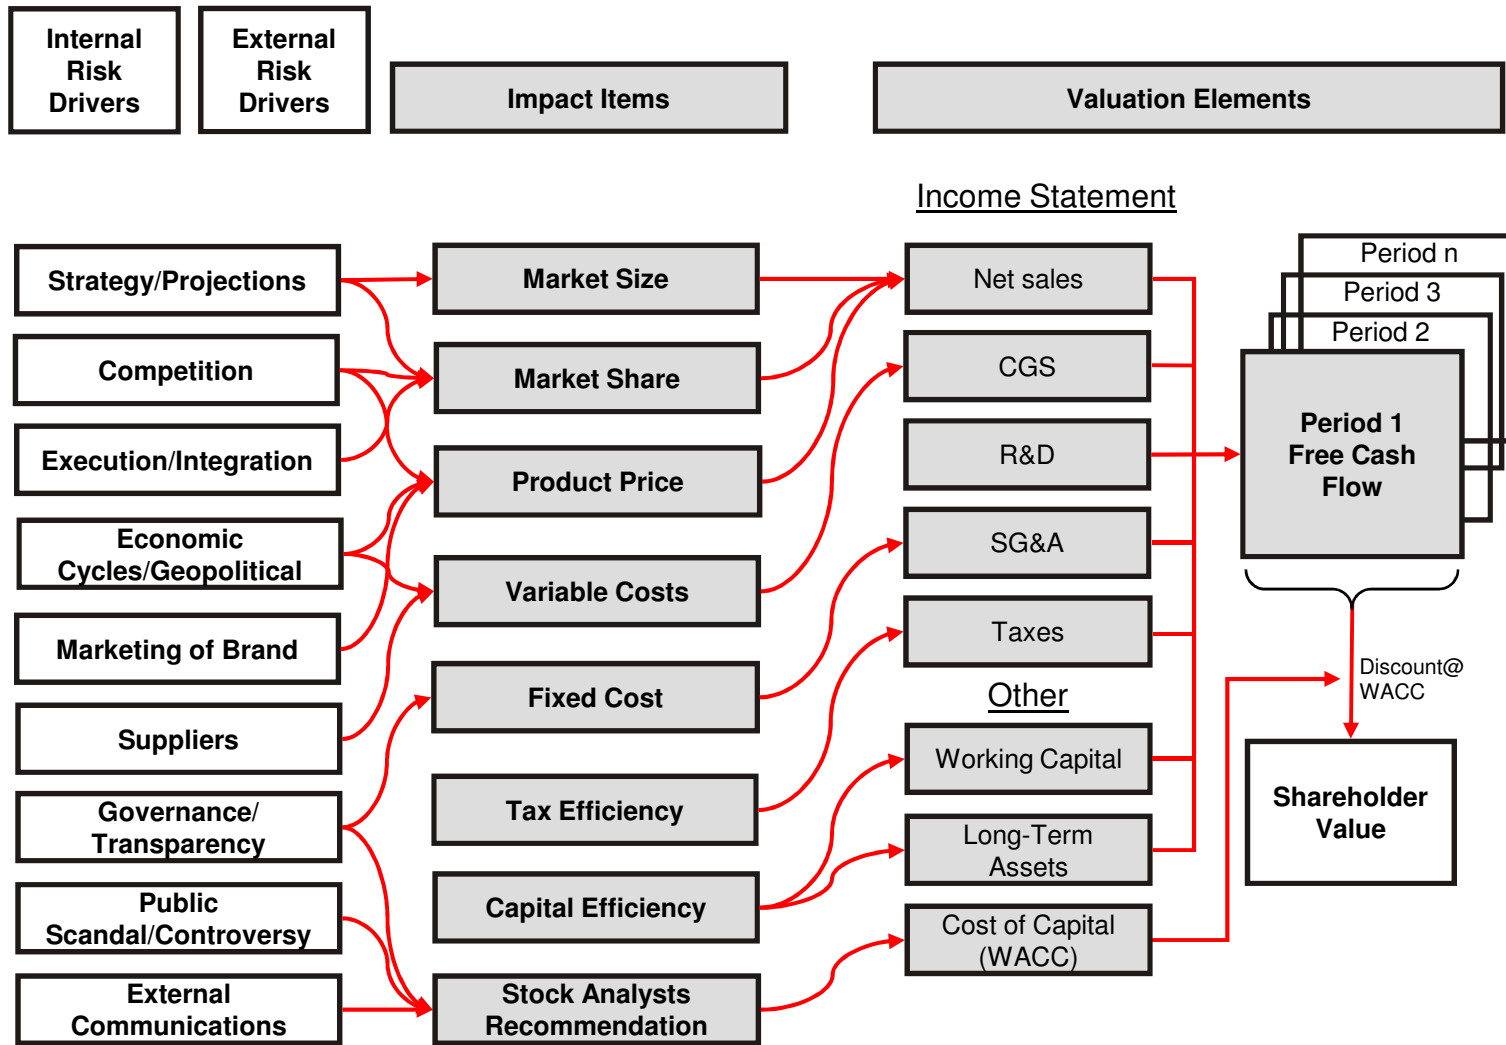 Internal
Risk
Drivers
External
Risk
Drivers
Impact Items
Valuation Elements
Income Statement
Strategy/Projections
Competition
Execution/Integration
Economic
Cycles/Geopolitical
Marketing of Brand
Suppliers
Governance/
Transparency
Public
Scandal/Controversy
External
Communications
Market Size
Market Share
Product Price
Variable Costs
Fixed Cost
Tax Efficiency
Capital Efficiency
Stock Analysts
Recommendation
Net sales
CGS
R&D
SG&A
Taxes
Other
Working Capital
Long-Term
Assets
Cost of Capital
(WACC)
Period n
Period 3
Period 2
Period 1
Free Cash
Flow
Discount@
WACC
Shareholder
Value